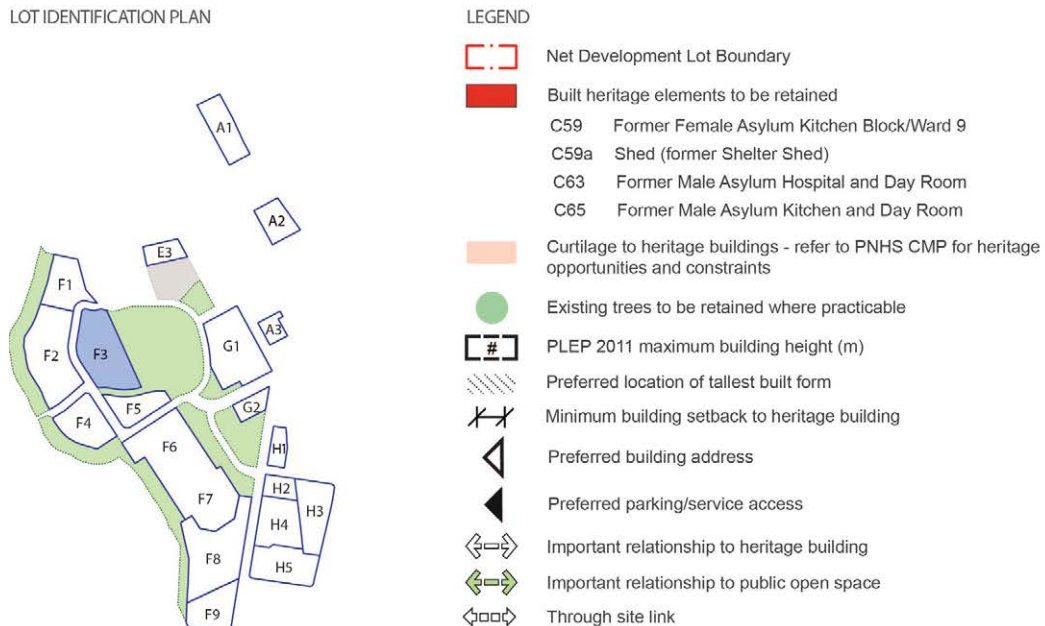 LOT IDENTIFICATION PLAN
A1
A2
E3
F1
A3
G1
F2
F3
F5
G2
F4
F6
H1
H2
F7
H3
H4
F8
H5
F9
LEGEND
Net Development Lot Boundary
Built heritage elements to be retained
C59 Former Female Asylum Kitchen Block/Ward 9
C59a Shed (former Shelter Shed)
C63 Former Male Asylum Hospital and Day Room
C65 Former Male Asylum Kitchen and Day Room
Curtilage to heritage buildings - refer to PNHS CMP for heritage
opportunities and constraints
Existing trees to be retained where practicable
# PLEP 2011 maximum building height (m)
Preferred location of tallest built form
Minimum building setback to heritage building
Preferred building address
Preferred parking/service access
Important relationship to heritage building
Important relationship to public open space
Through site link